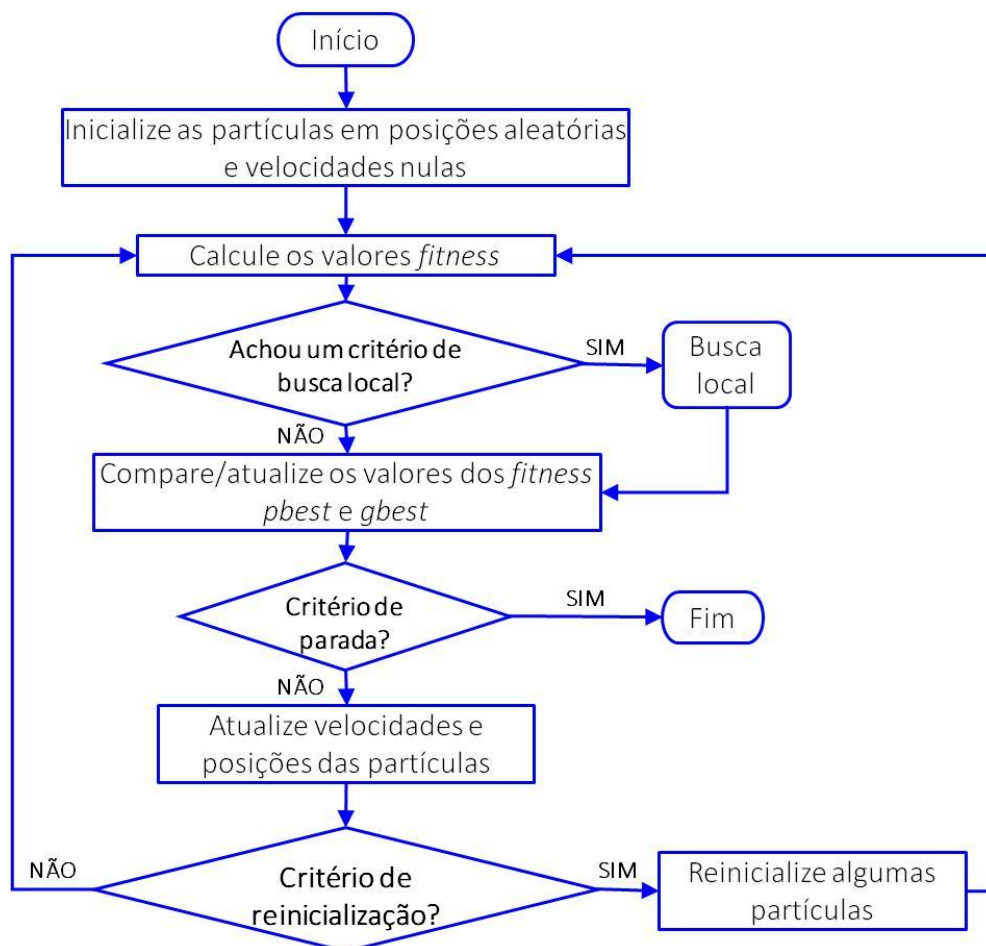 Início
Inicialize as partículas em posições aleatórias
e velocidades nulas
Calcule os valores fitness
Achou um critério de
busca local?
SIM
Busca
local
NÃO
Compare/atualize os valores dos fitness
pbest e gbest
Critério de
parada?
SIM
Fim
NÃO
Atualize velocidades e
posições das partículas
NÃO
Critério de
reinicialização?
SIM
Reinicialize algumas
partículas